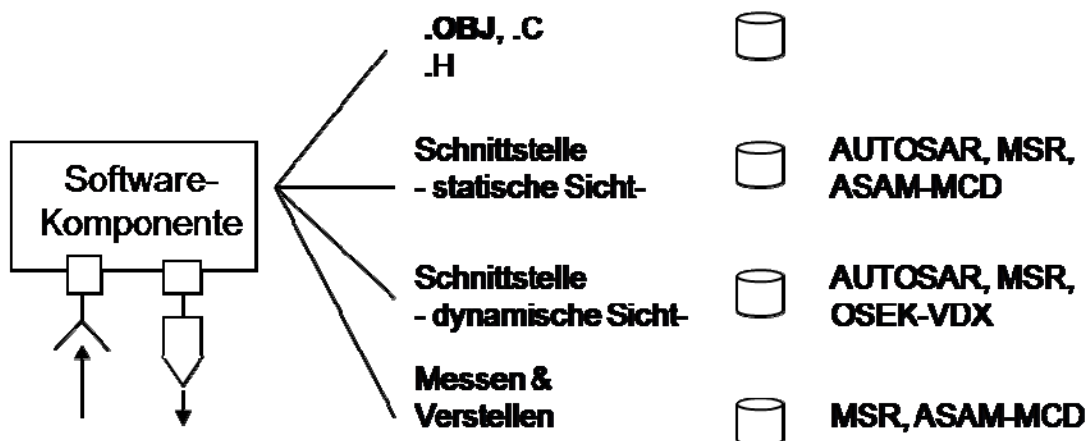 .OBJ, .C
.H
Software-
Komponente
Schnittstelle
- statische Sicht-
AUTOSAR, MSR,
ASAM-MCD
Schnittstelle
- dynamische Sicht-
AUTOSAR, MSR,
OSEK-VDX
Messen &
Verstellen
MSR, ASAM-MCD